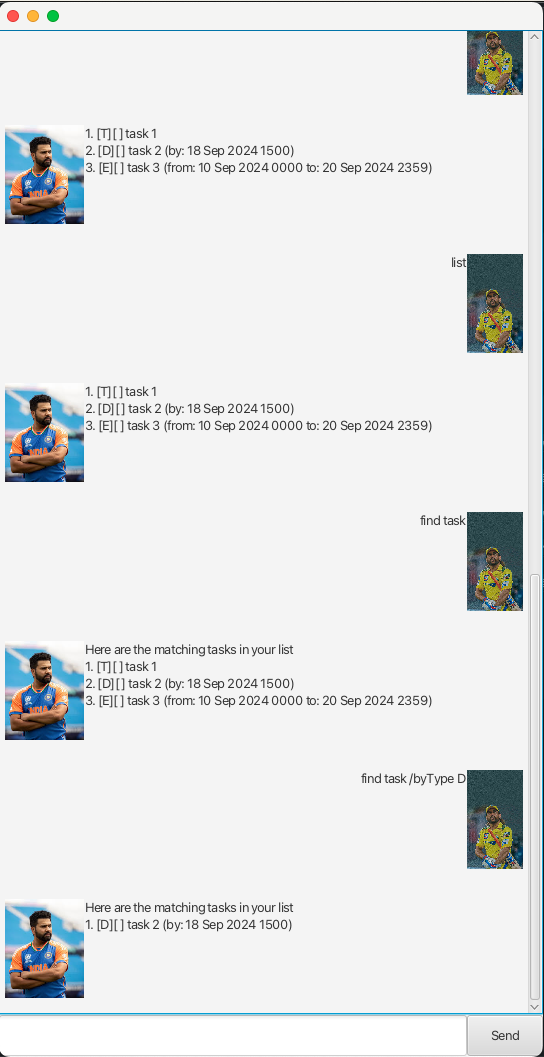 1. [T][ ] task 1
2. [D][ ] task 2 (by: 18 Sep 2024 1500)
3. [E][ ] task 3 (from: 10 Sep 2024 0000 to: 20 Sep 2024 2359)
list
1. [T][ ] task 1
2. [D][ ] task 2 (by: 18 Sep 2024 1500)
3. [E][ ] task 3 (from: 10 Sep 2024 0000 to: 20 Sep 2024 2359)
find task
Here are the matching tasks in your list
1. [T][ ] task 1
2. [D][ ] task 2 (by: 18 Sep 2024 1500)
3. [E][ ] task 3 (from: 10 Sep 2024 0000 to: 20 Sep 2024 2359)
find task /byType D
Here are the matching tasks in your list
1. [D][ ] task 2 (by: 18 Sep 2024 1500)
Send